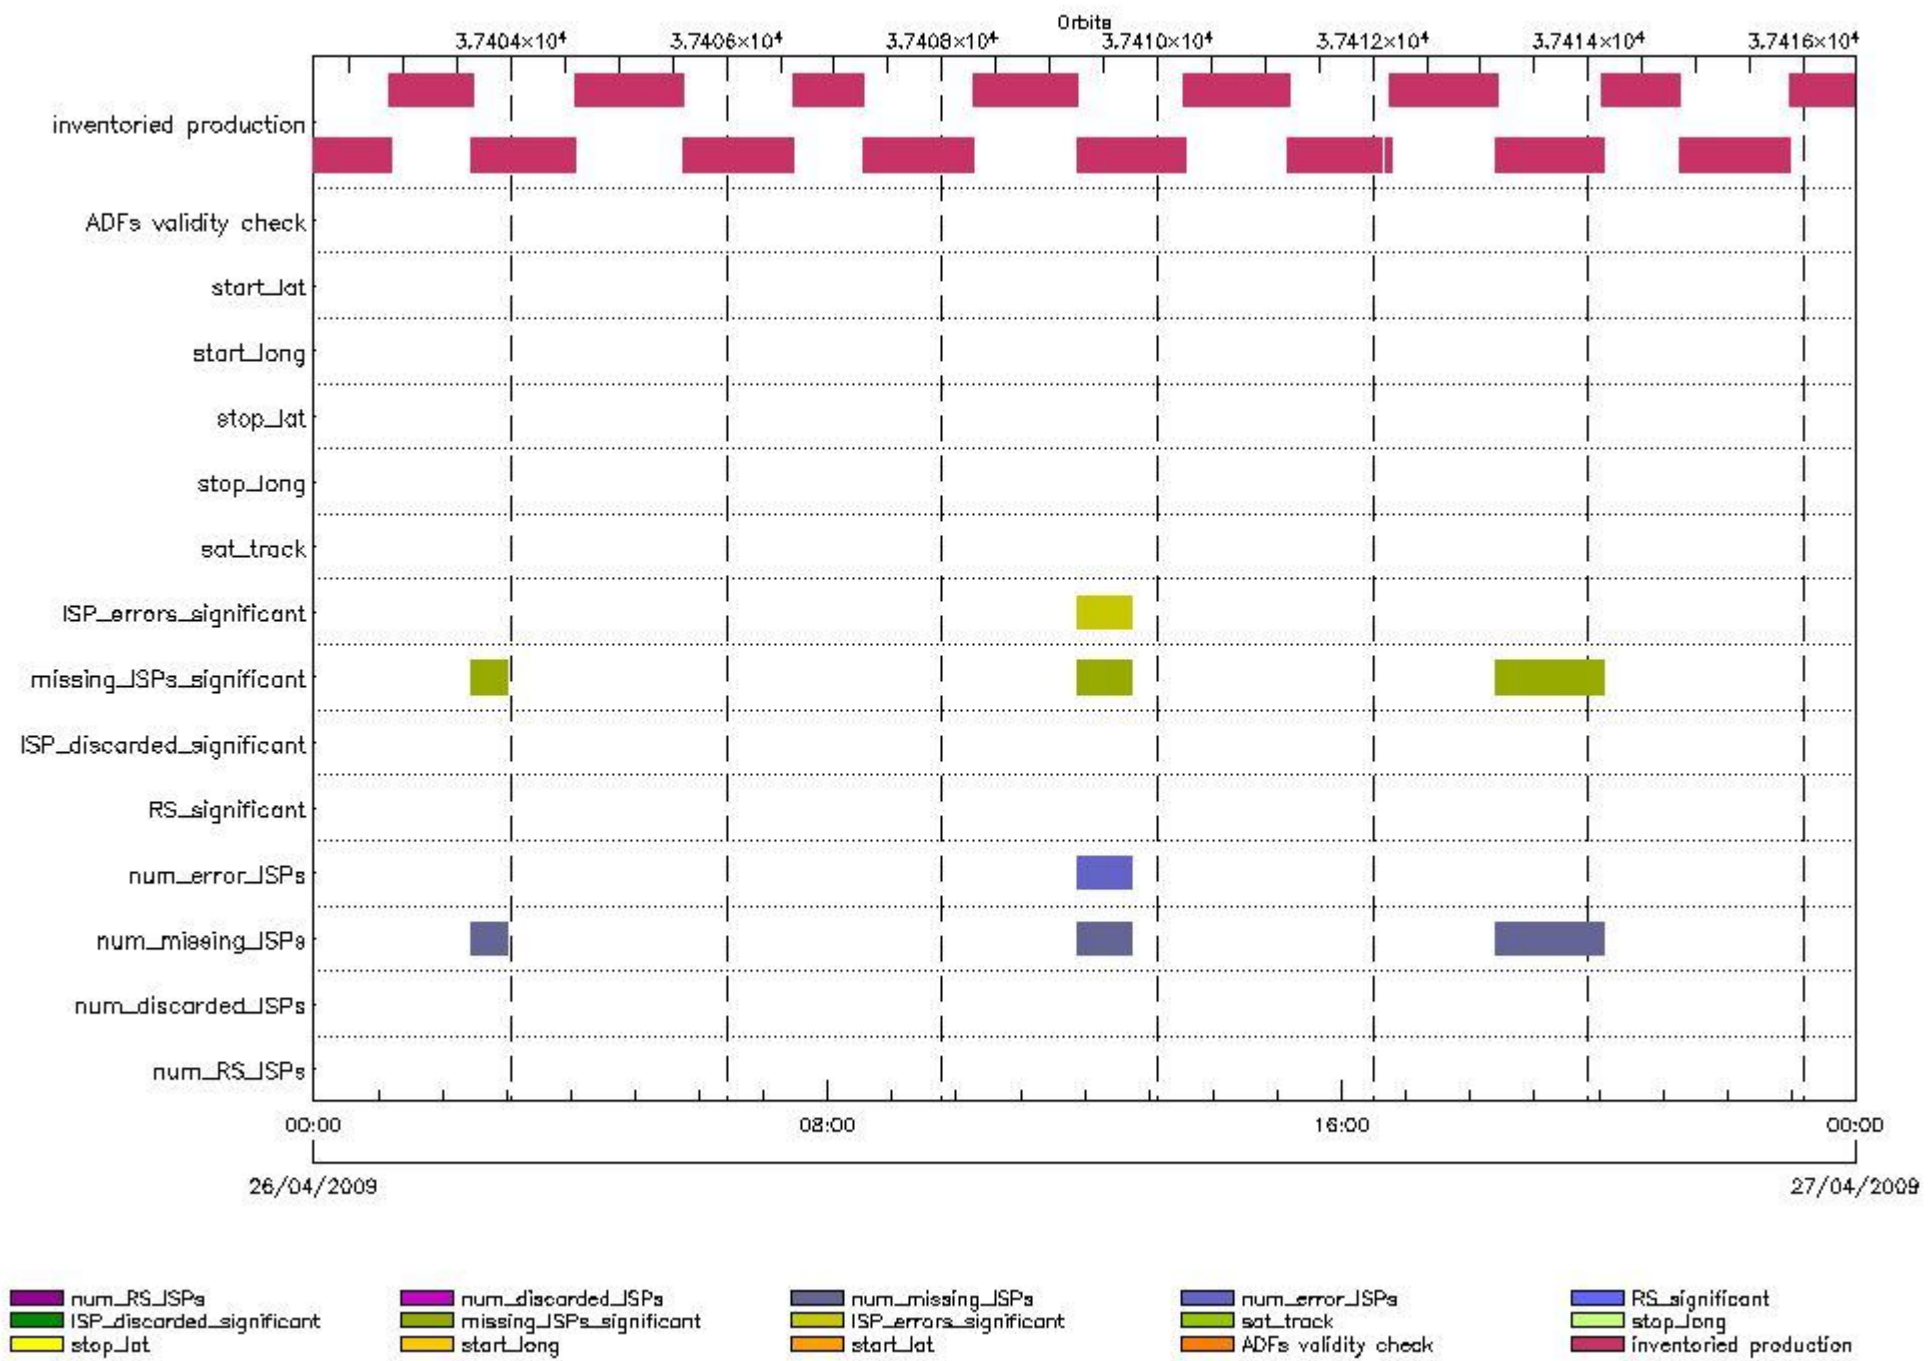 Orbits
3.7404×10⁴ 3.7406×10⁴ 3.7408×10⁴ 3.7410×10⁴ 3.7412×10⁴ 3.7414×10⁴ 3.7416×10⁴
inventoried production
ADFs validity check
start_lat
start_long
stop_lat
stop_long
sat_track
ISP_errors_significant
missing_ISPs_significant
ISP_discarded_significant
RS_significant
num_error_ISPs
num_missing_ISPs
num_discarded_ISPs
num_RS_ISPs
00:00 08:00 16:00 00:00
26/04/2009 27/04/2009
num_RS_ISPs num_discarded_ISPs num_missing_ISPs num_error_ISPs RS_significant
ISP_discarded_significant missing_ISPs_significant ISP_errors_significant sat_track stop_long
stop_lat start_long start_lat ADFs validity check inventoried production